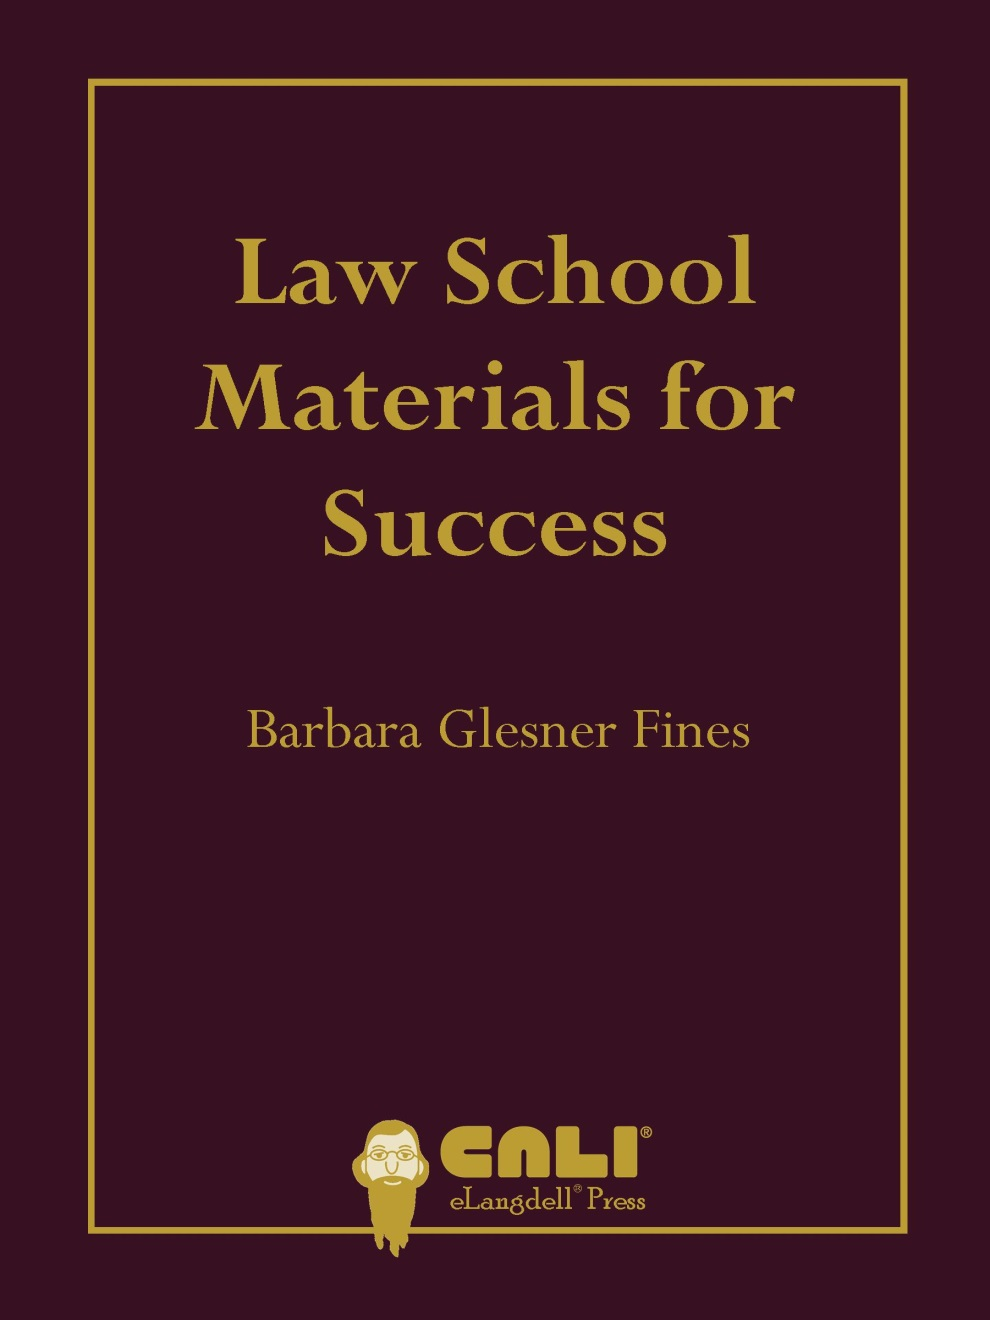 Law School
Materials for
Success
Barbara Glesner Fines
CALI®
eLangdell® Press